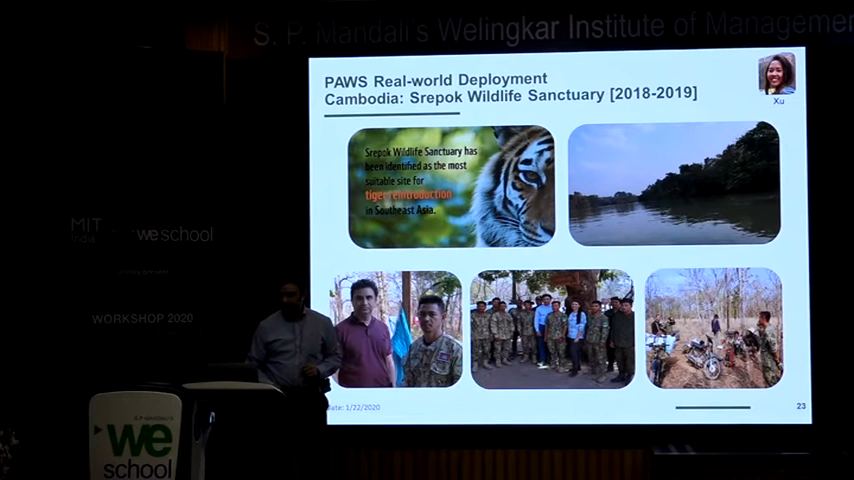 S. P. Mandali's Welingkar Institute of Management
PAWS Real-world Deployment
Cambodia: Srepok Wildlife Sanctuary [2018-2019]
Xu
Srepok Wildlife Sanctuary has
been identified as the most
suitable site for
tiger reintroduction
in Southeast Asia.
MIT
India
weschool
WORKSHOP 2020
ate: 1/22/2020
23
S.P. MANDALI'S
we
school